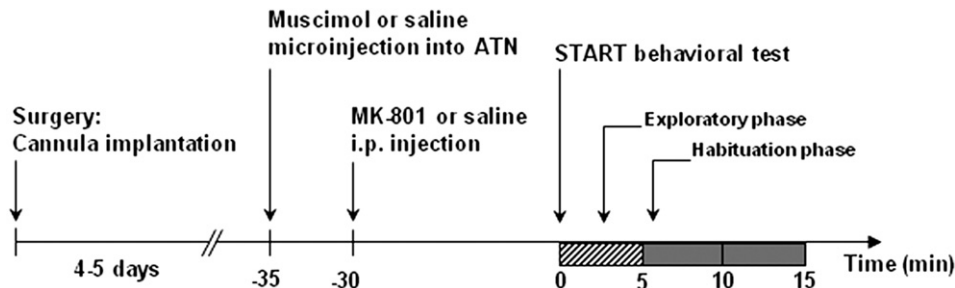 Muscimol or saline
microinjection into ATN
START behavioral test
Surgery:
Cannula implantation
MK-801 or saline
i.p. injection
Exploratory phase
Habituation phase
4-5 days
-35
-30
0
5
10
15
Time (min)